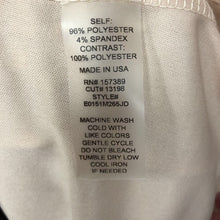 SELF:
96% POLYESTER
4% SPANDEX
CONTRAST:
100% POLYESTER
MADE IN USA
RN# 157389
CUT# 13198
STYLE#
E0151M265JD
MACHINE WASH
COLD WITH
LIKE COLORS
GENTLE CYCLE
DO NOT BLEACH
TUMBLE DRY LOW
COOL IRON
IF NEEDED